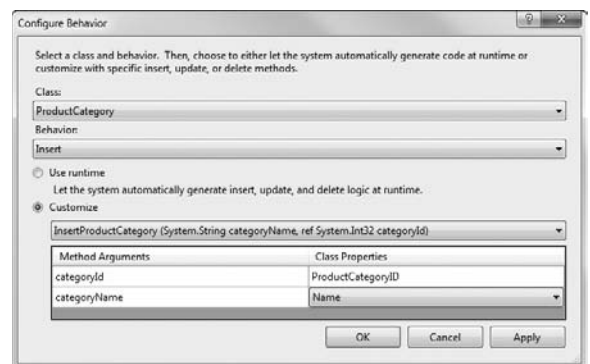 Configure Behavior
Select a class and behavior. Then, choose to either let the system automatically generate code at runtime or
customize with specific insert, update, or delete methods.
Class:
ProductCategory
Behavior:
Insert
Use runtime
Let the system automatically generate insert, update, and delete logic at runtime.
Customize
InsertProductCategory (System.String categoryName, ref System.Int32 categoryId)
Method Arguments Class Properties
categoryId ProductCategoryID
categoryName Name
OK Cancel Apply